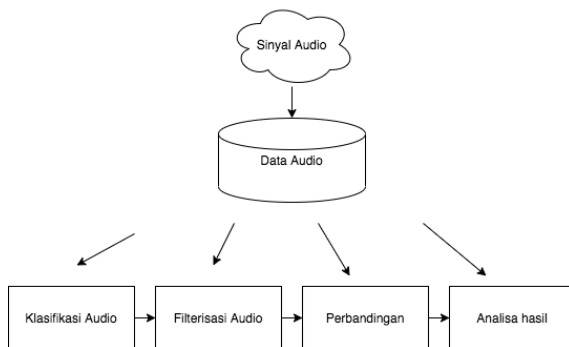 Sinyal Audio
Data Audio
Klasifikasi Audio
Filterisasi Audio
Perbandingan
Analisa hasil